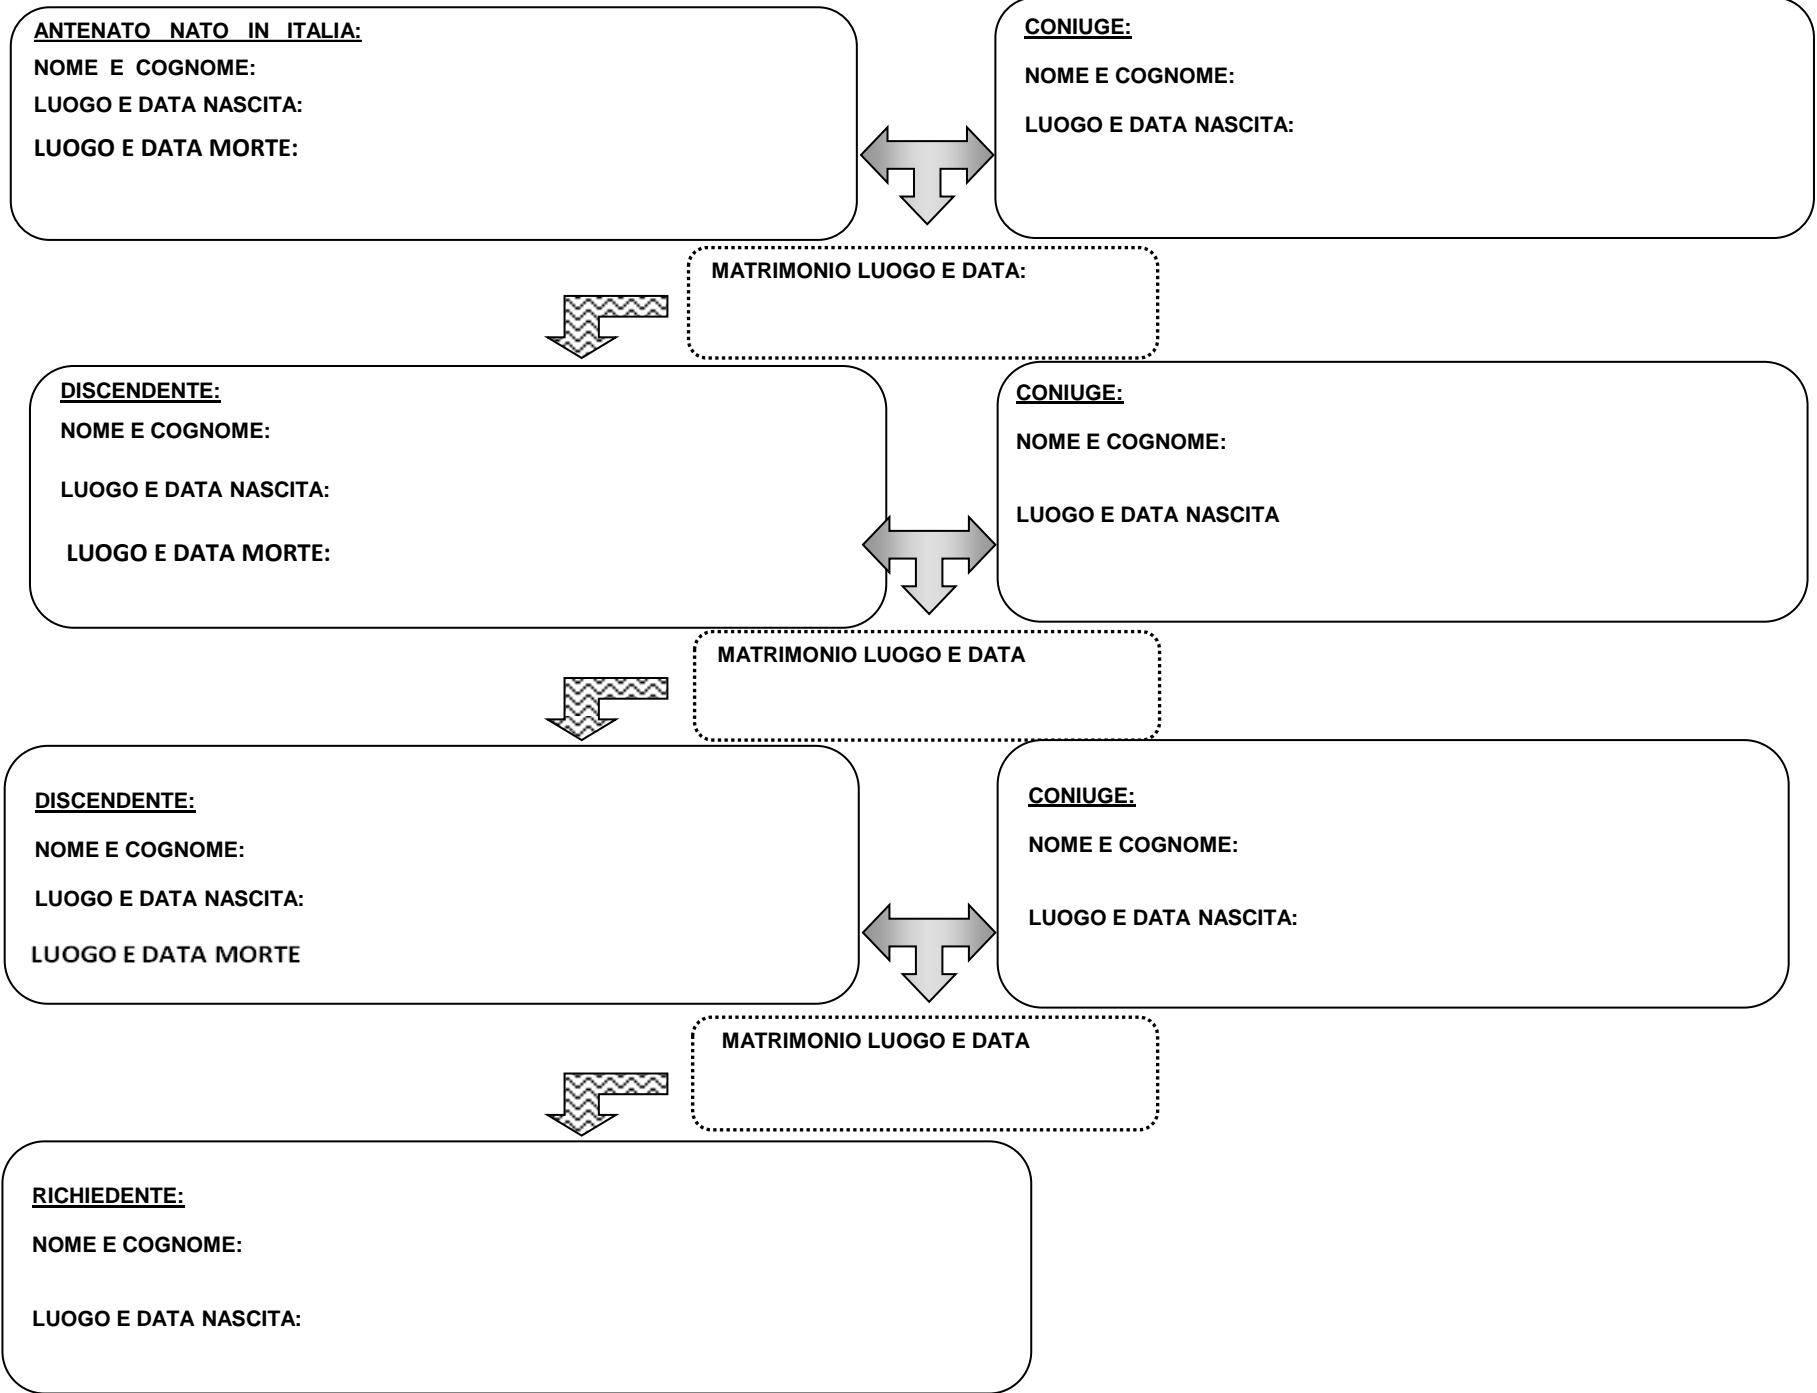 ANTENATO NATO IN ITALIA:
NOME E COGNOME:
LUOGO E DATA NASCITA:
LUOGO E DATA MORTE:
CONIUGE:
NOME E COGNOME:
LUOGO E DATA NASCITA:
MATRIMONIO LUOGO E DATA:
DISCENDENTE:
NOME E COGNOME:
LUOGO E DATA NASCITA:
LUOGO E DATA MORTE:
CONIUGE:
NOME E COGNOME:
LUOGO E DATA NASCITA
MATRIMONIO LUOGO E DATA
DISCENDENTE:
NOME E COGNOME:
LUOGO E DATA NASCITA:
LUOGO E DATA MORTE
CONIUGE:
NOME E COGNOME:
LUOGO E DATA NASCITA:
MATRIMONIO LUOGO E DATA
RICHIEDENTE:
NOME E COGNOME:
LUOGO E DATA NASCITA: